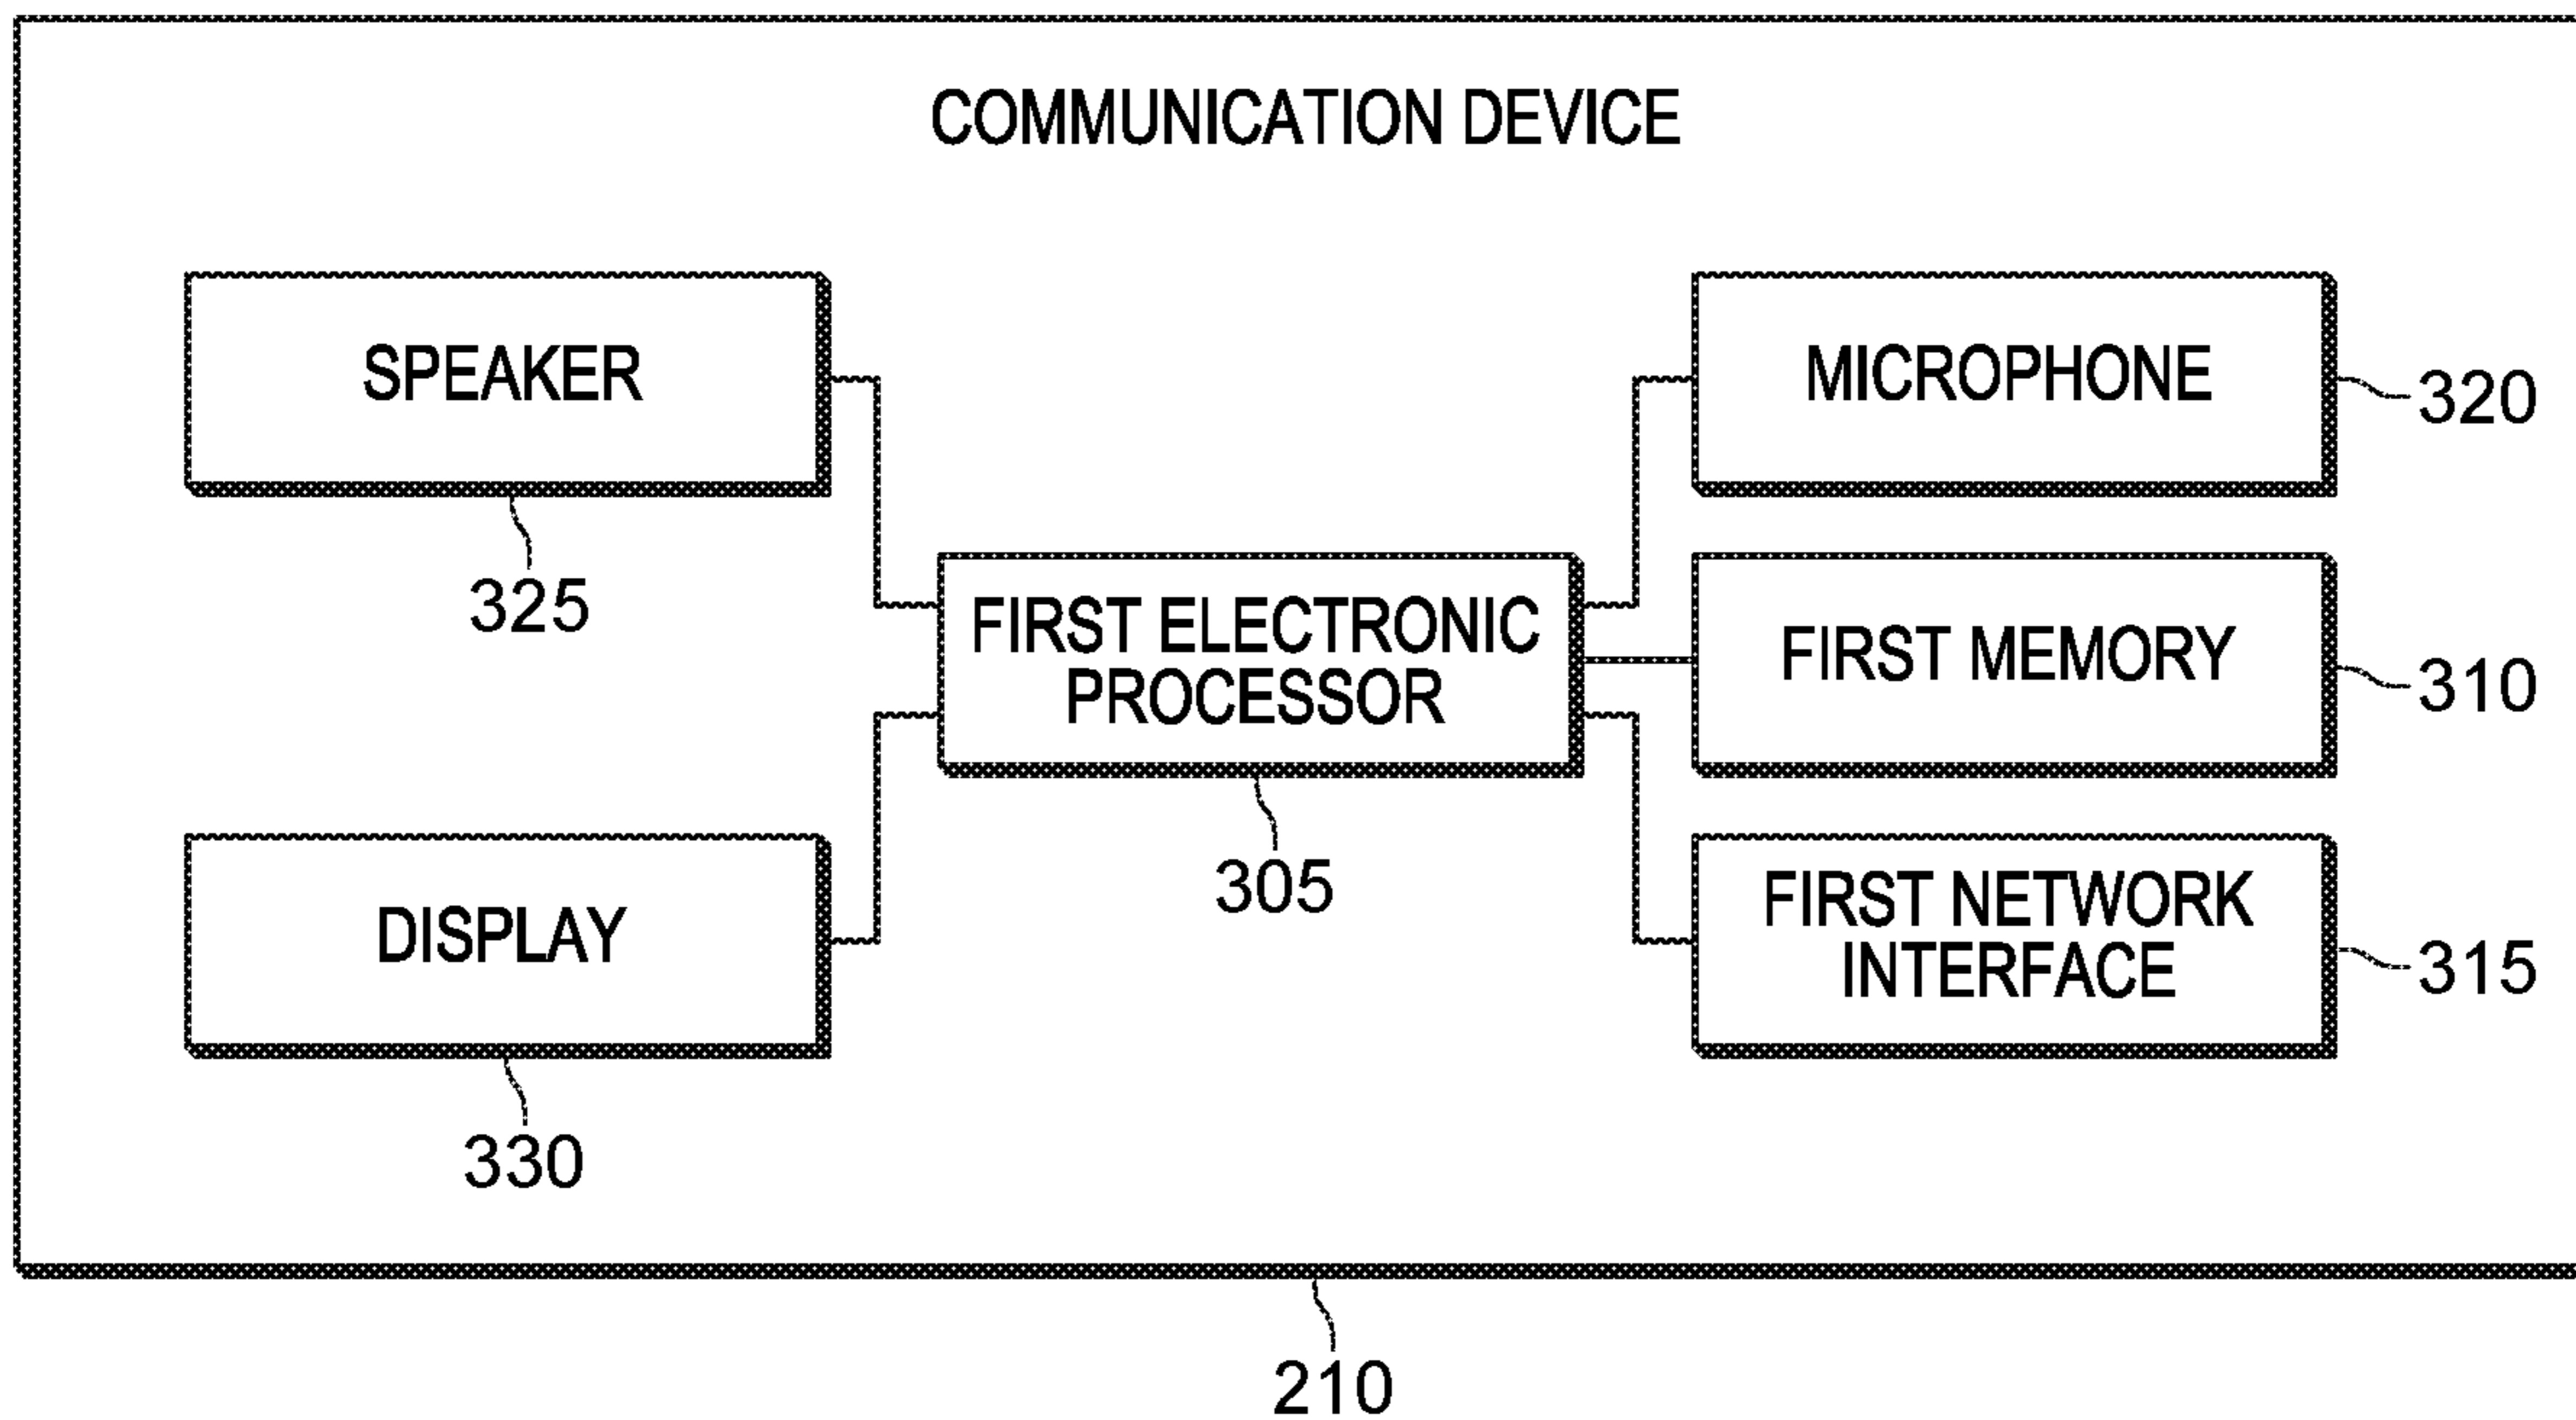 COMMUNICATION DEVICE
SPEAKER
325
MICROPHONE
320
FIRST ELECTRONIC
PROCESSOR
305
FIRST MEMORY
310
DISPLAY
330
FIRST NETWORK
INTERFACE
315
210